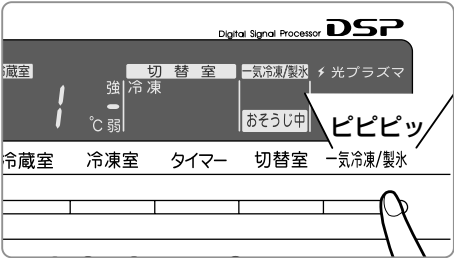 Digital Signal Processor DSP
冷蔵室 切替室 一気冷凍/製氷 光プラズマ
強 冷凍
1
℃ 弱 おそうじ中
ピピピッ
冷蔵室 冷凍室 タイマー 切替室 一気冷凍/製氷